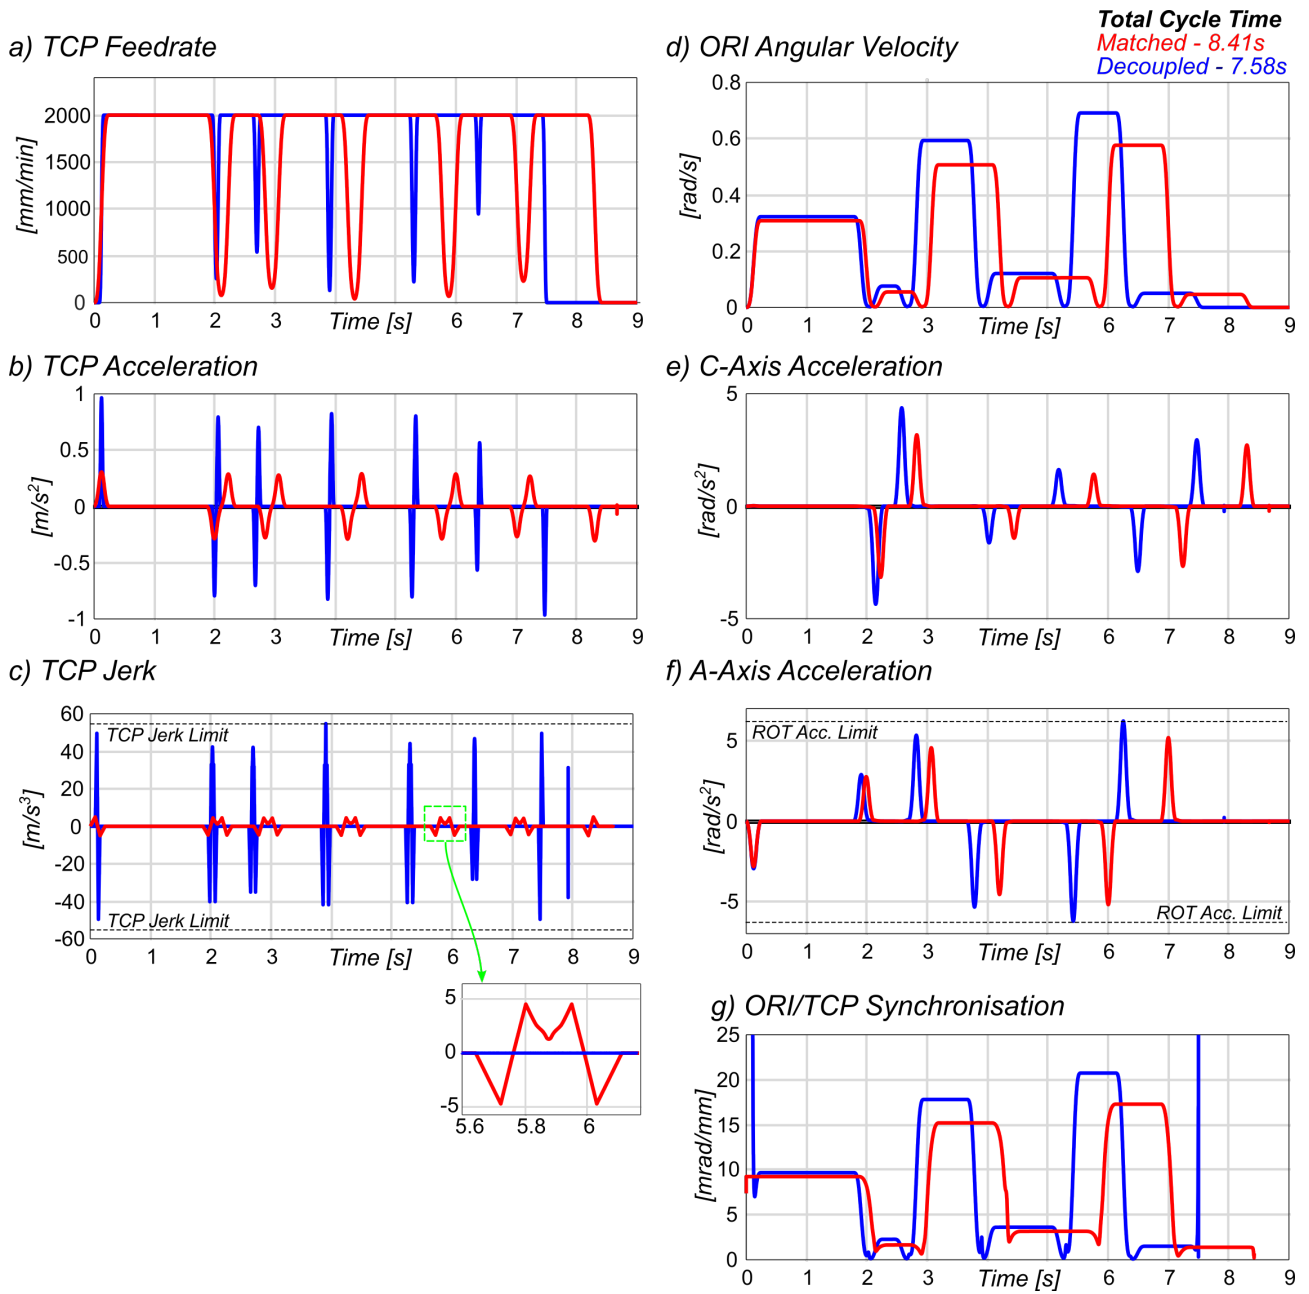 Total Cycle Time
Matched - 8.41s
Decoupled - 7.58s
a) TCP Feedrate
[mm/min]
2000
1500
1000
500
0
0 1 2 3 Time [s] 6 7 8 9
b) TCP Acceleration
[m/s²]
1
0.5
0
-0.5
-1
0 1 2 3 Time [s] 6 7 8 9
c) TCP Jerk
[m/s³]
60
40
20
0
-20
-40
-60
TCP Jerk Limit
TCP Jerk Limit
0 1 2 3 Time [s] 6 7 8 9
5
0
-5
5.6 5.8 6
d) ORI Angular Velocity
[rad/s]
0.8
0.6
0.4
0.2
0
0 1 2 3 Time [s] 6 7 8 9
e) C-Axis Acceleration
[rad/s²]
5
0
-5
0 1 2 3 Time [s] 6 7 8 9
f) A-Axis Acceleration
[rad/s²]
5
0
-5
ROT Acc. Limit
ROT Acc. Limit
0 1 2 3 Time [s] 6 7 8 9
g) ORI/TCP Synchronisation
[mrad/mm]
25
20
15
10
5
0
0 1 2 3 Time [s] 6 7 8 9